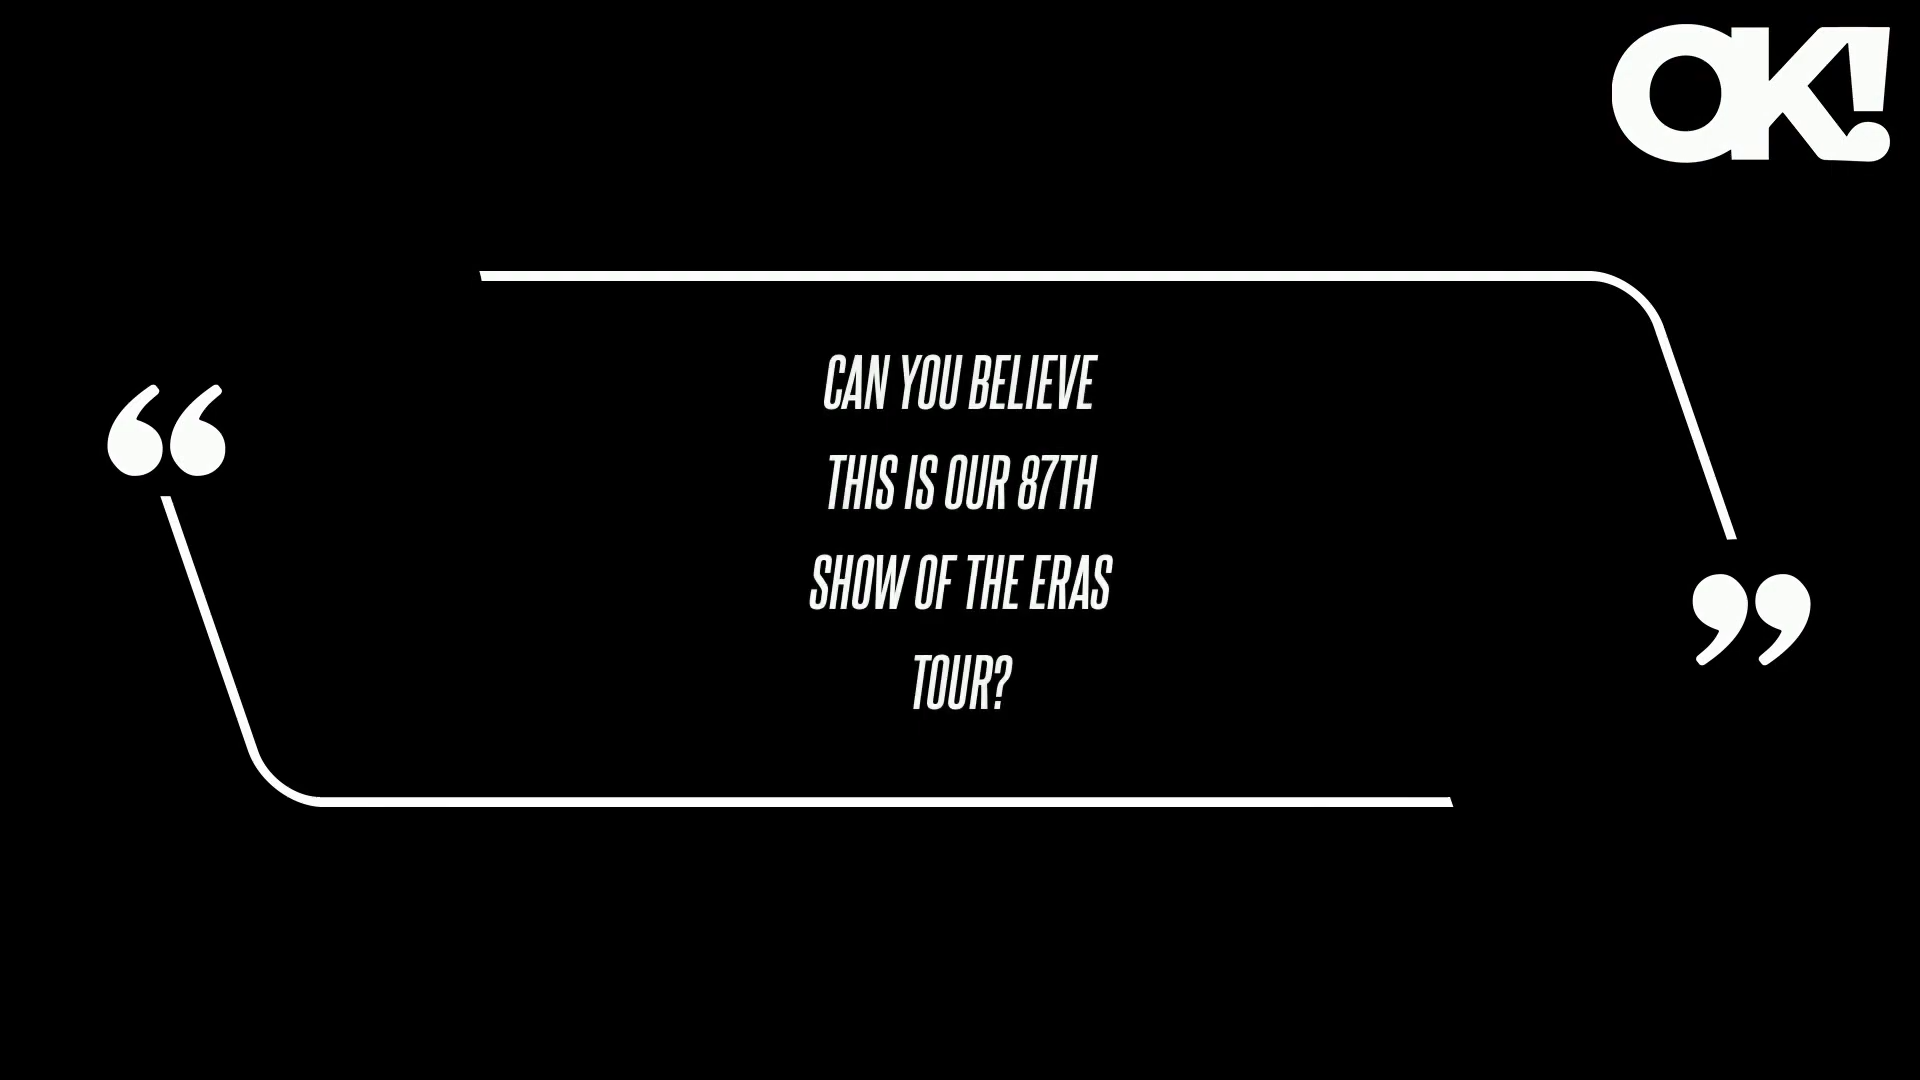 OK!
“
CAN YOU BELIEVE
THIS IS OUR 87TH
SHOW OF THE ERAS
TOUR?
”